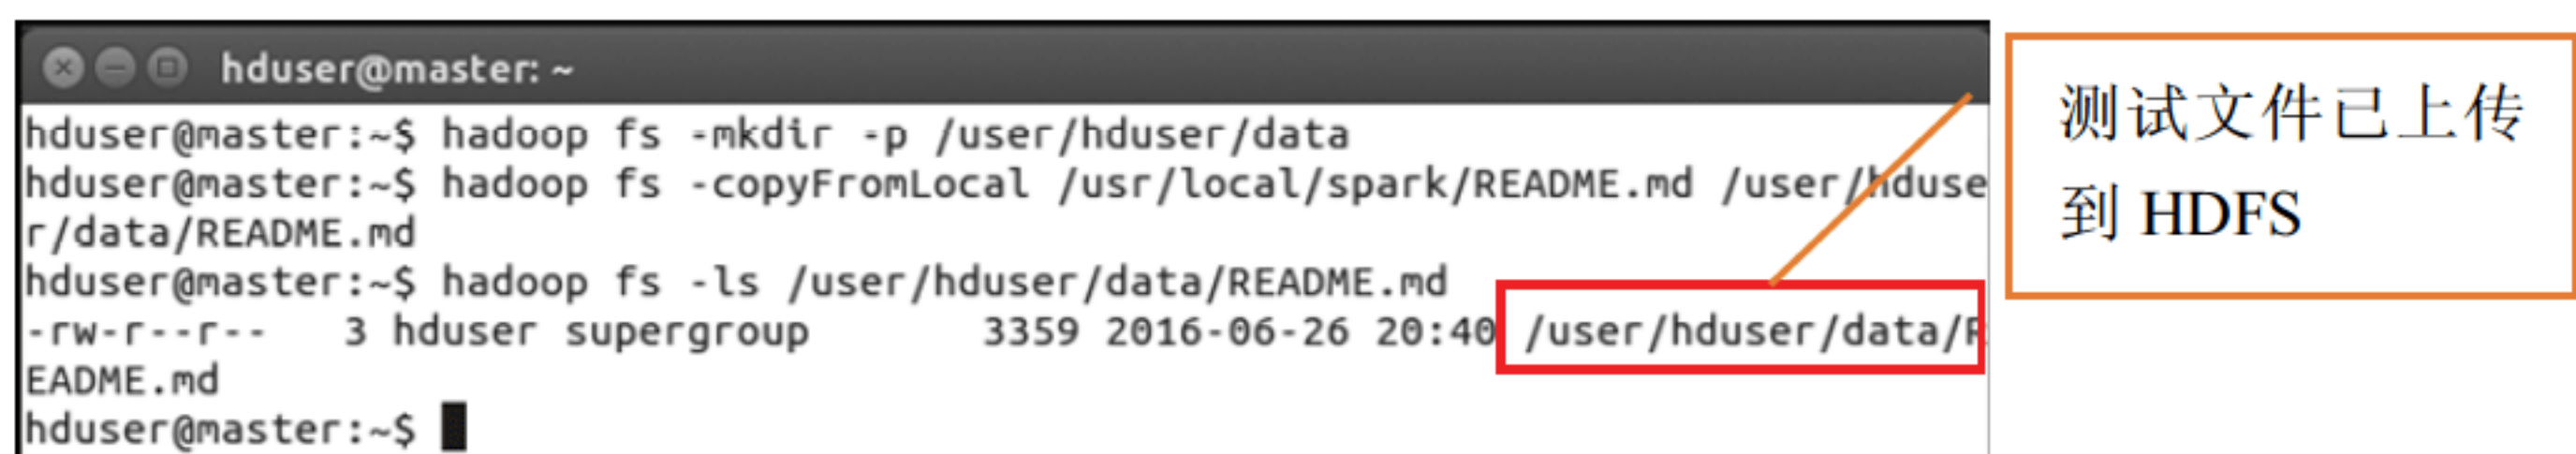 hduser@master: ~
hduser@master:~$ hadoop fs -mkdir -p /user/hduser/data
hduser@master:~$ hadoop fs -copyFromLocal /usr/local/spark/README.md /user/hduse
r/data/README.md
hduser@master:~$ hadoop fs -ls /user/hduser/data/README.md
-rw-r--r--   3 hduser supergroup       3359 2016-06-26 20:40 /user/hduser/data/R
EADME.md
hduser@master:~$
测试文件已上传
到 HDFS